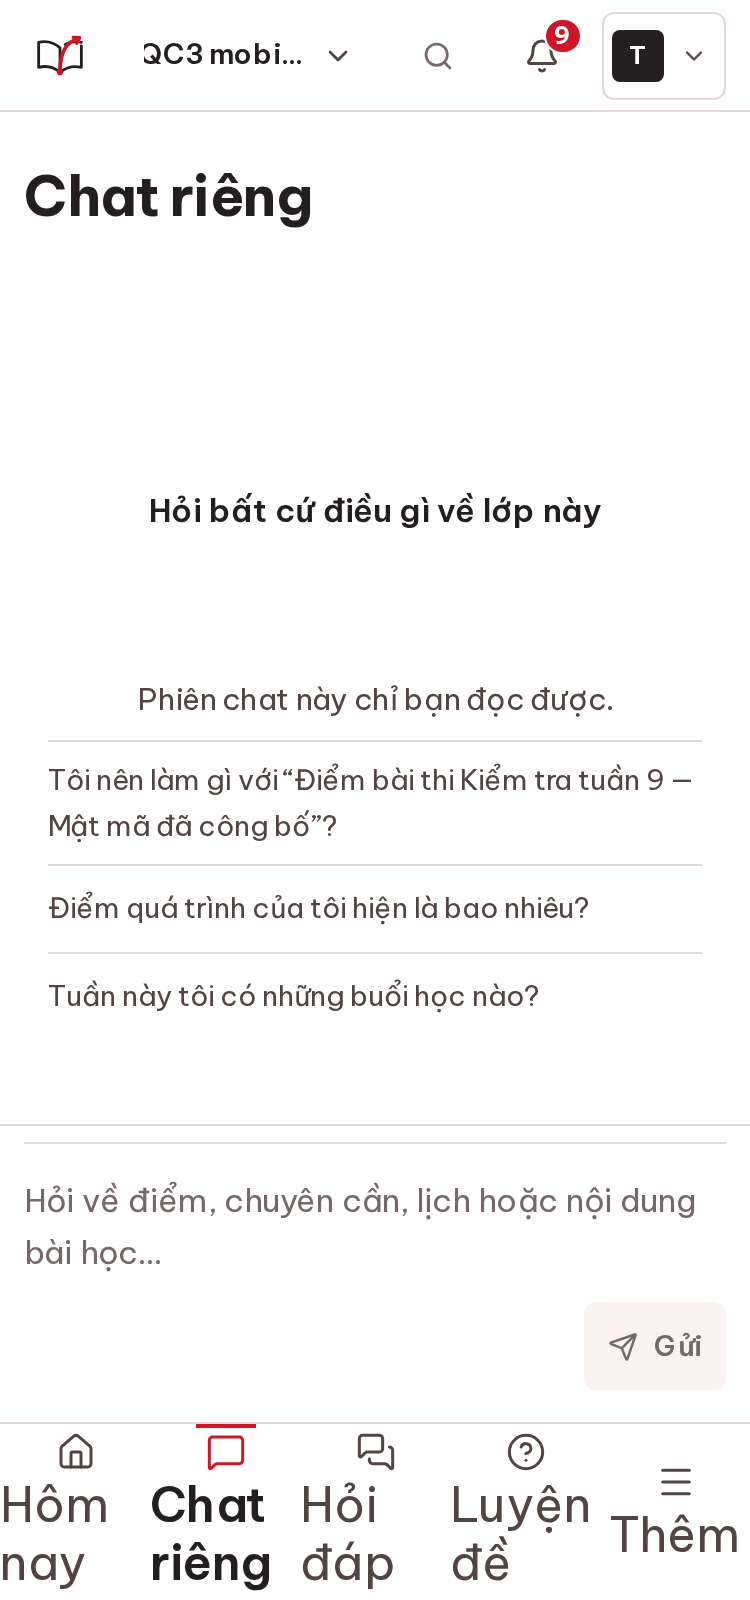 QC3 mobi...
9
T
Chat riêng
Hỏi bất cứ điều gì về lớp này
Phiên chat này chỉ bạn đọc được.
Tôi nên làm gì với “Điểm bài thi Kiểm tra tuần 9 —
Mật mã đã công bố”?
Điểm quá trình của tôi hiện là bao nhiêu?
Tuần này tôi có những buổi học nào?
Hỏi về điểm, chuyên cần, lịch hoặc nội dung
bài học...
Gửi
Hôm
nay
Chat
riêng
Hỏi
đáp
Luyện
đề
Thêm